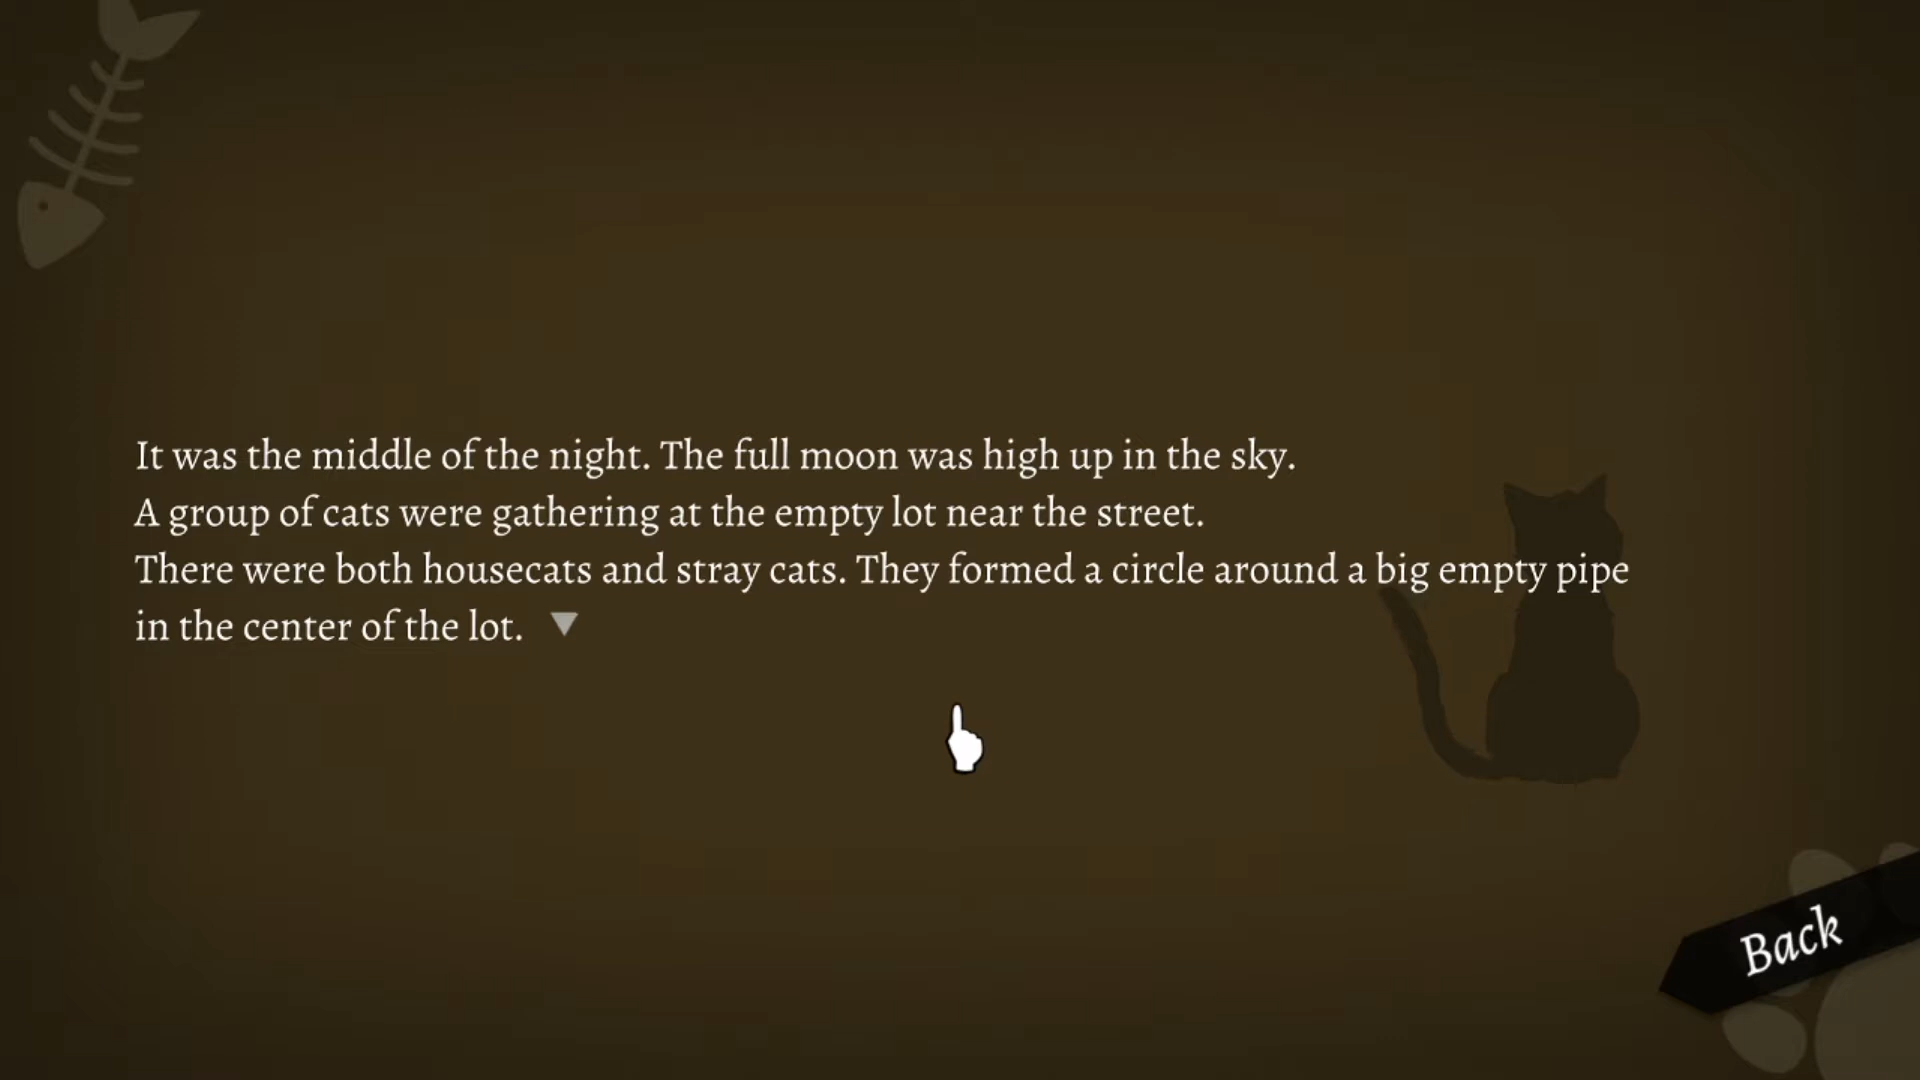 It was the middle of the night. The full moon was high up in the sky.
A group of cats were gathering at the empty lot near the street.
There were both housecats and stray cats. They formed a circle around a big empty pipe
in the center of the lot.
Back